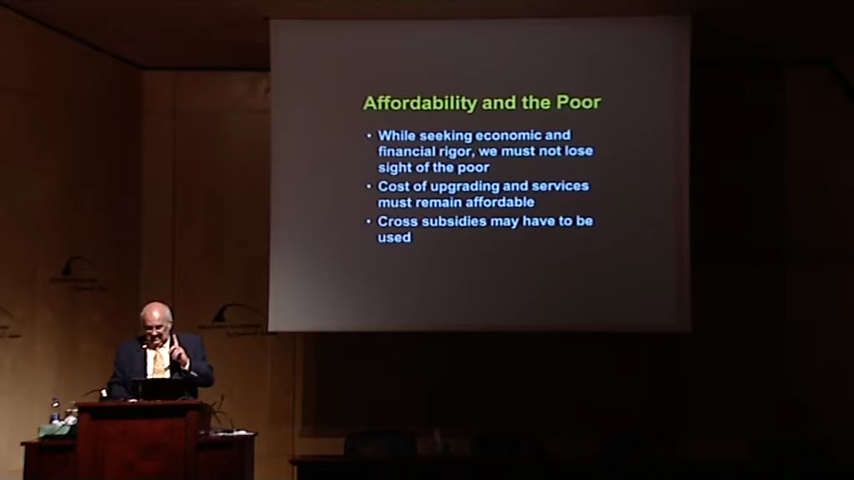 Affordability and the Poor
• While seeking economic and
financial rigor, we must not lose
sight of the poor
• Cost of upgrading and services
must remain affordable
• Cross subsidies may have to be
used